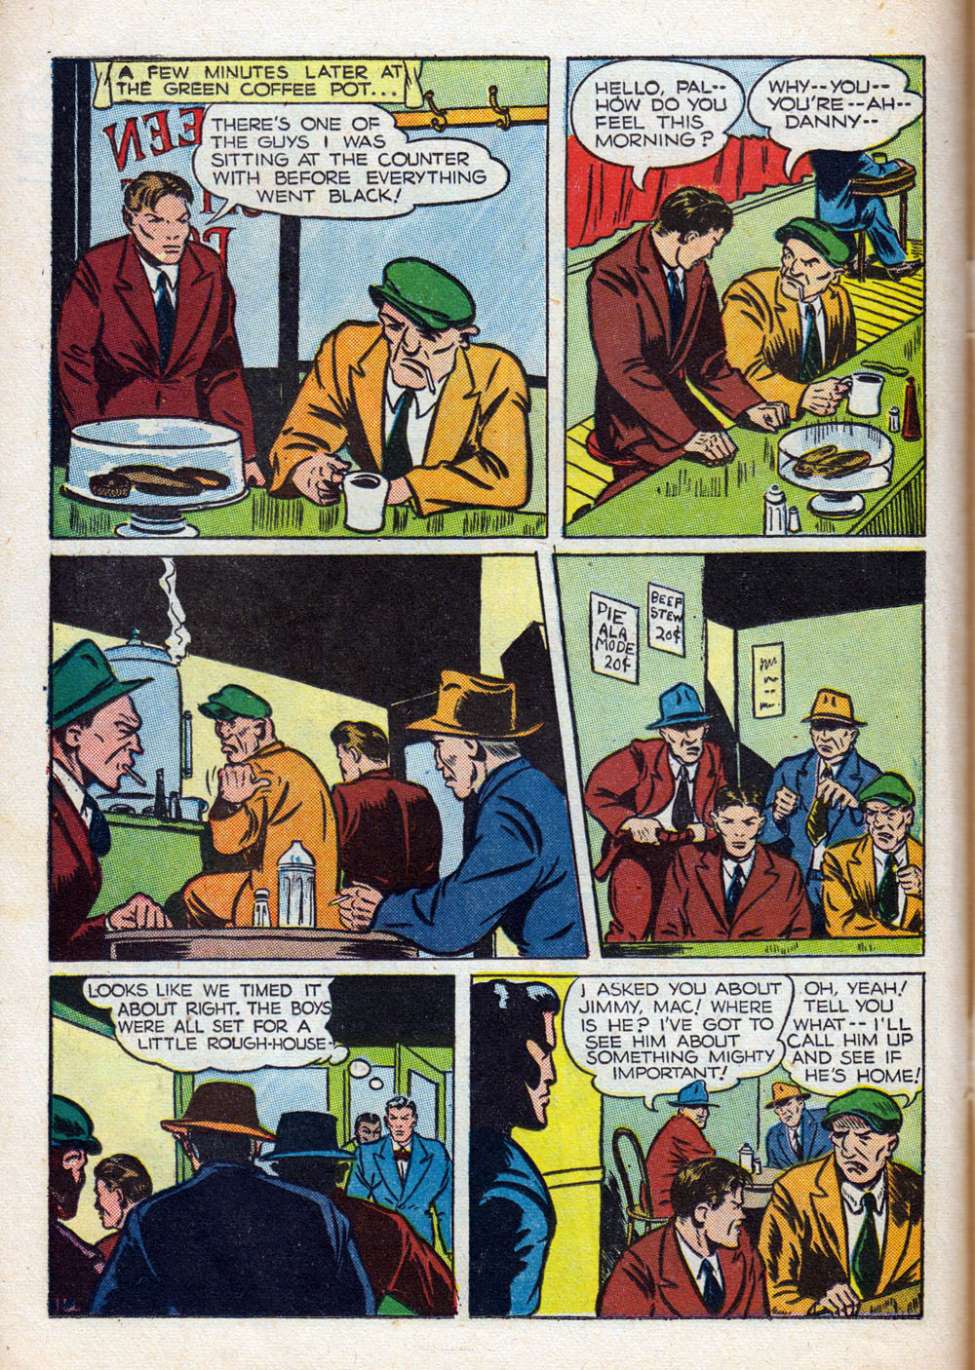 A FEW MINUTES LATER AT
THE GREEN COFFEE POT...
THERE'S ONE OF
THE GUYS I WAS
SITTING AT THE COUNTER
WITH BEFORE EVERYTHING
WENT BLACK!
HELLO, PAL--
HOW DO YOU
FEEL THIS
MORNING?
WHY--YOU--
YOU'RE--AH--
DANNY--
PIE
ALA
MODE
20¢
BEEF
STEW
20¢
LOOKS LIKE WE TIMED IT
ABOUT RIGHT. THE BOYS
WERE ALL SET FOR A
LITTLE ROUGH-HOUSE-
I ASKED YOU ABOUT
JIMMY, MAC! WHERE
IS HE? I'VE GOT TO
SEE HIM ABOUT
SOMETHING MIGHTY
IMPORTANT!
OH, YEAH!
TELL YOU
WHAT-- I'LL
CALL HIM UP
AND SEE IF
HE'S HOME!